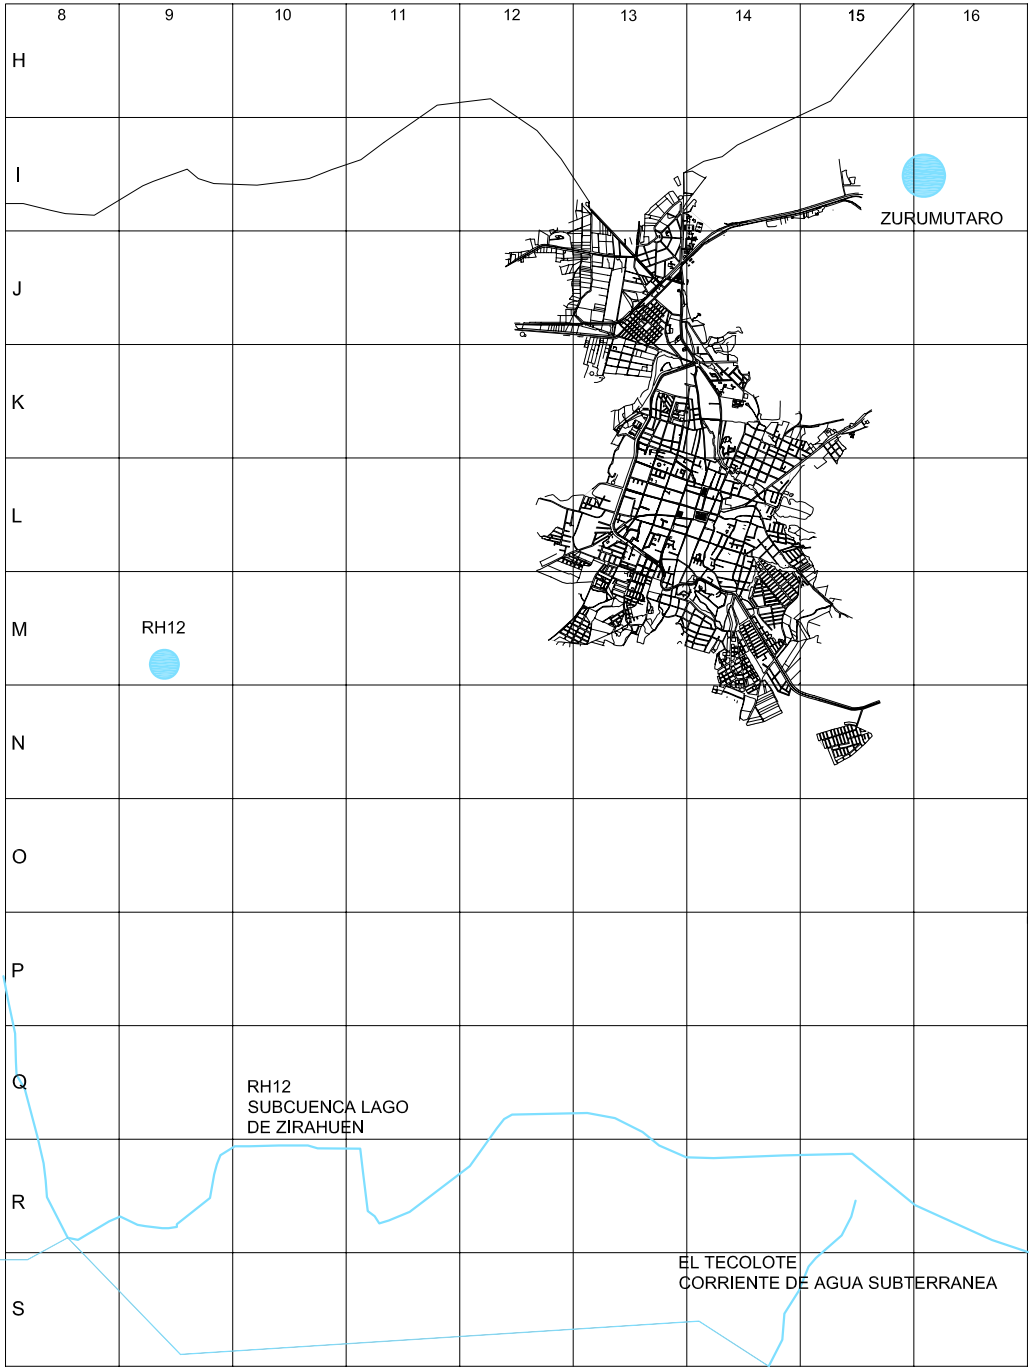 8 9 10 11 12 13 14 15 16
H
I
ZURUMUTARO
J
K
L
M
RH12
N
O
P
Q
RH12
SUBCUENCA LAGO
DE ZIRAHUEN
R
EL TECOLOTE
CORRIENTE DE AGUA SUBTERRANEA
S